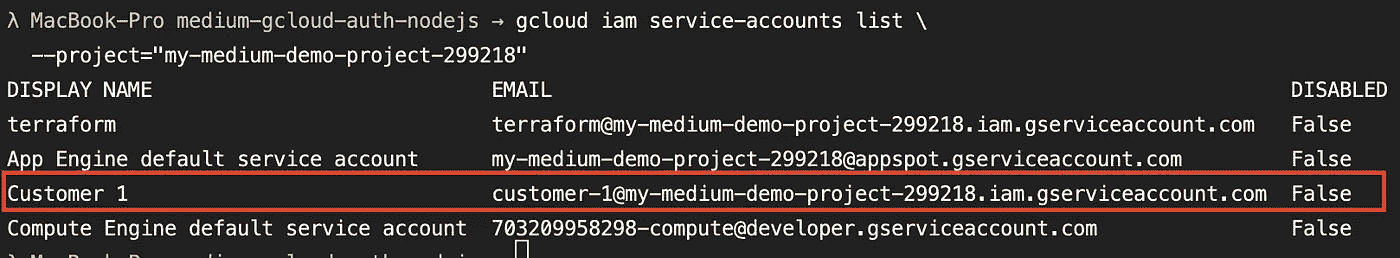 λ MacBook-Pro medium-gcloud-auth-nodejs → gcloud iam service-accounts list \
--project="my-medium-demo-project-299218"
DISPLAY NAME EMAIL DISABLED
terraform terraform@my-medium-demo-project-299218.iam.gserviceaccount.com False
App Engine default service account my-medium-demo-project-299218@appspot.gserviceaccount.com False
Customer 1 customer-1@my-medium-demo-project-299218.iam.gserviceaccount.com False
Compute Engine default service account 703209958298-compute@developer.gserviceaccount.com False